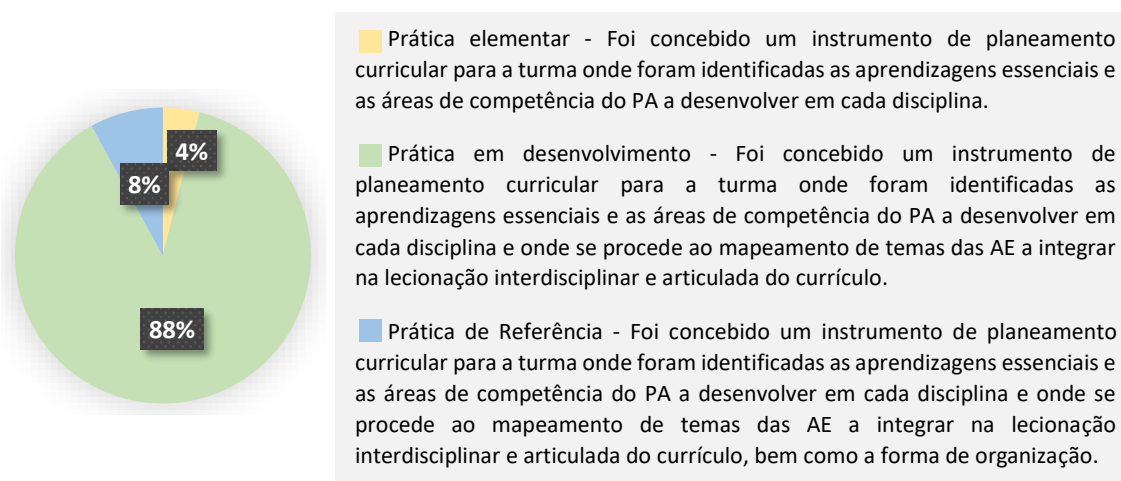 4%
8%
88%
Prática elementar - Foi concebido um instrumento de planeamento
curricular para a turma onde foram identificadas as aprendizagens essenciais e
as áreas de competência do PA a desenvolver em cada disciplina.
Prática em desenvolvimento - Foi concebido um instrumento de
planeamento curricular para a turma onde foram identificadas as
aprendizagens essenciais e as áreas de competência do PA a desenvolver em
cada disciplina e onde se procede ao mapeamento de temas das AE a integrar
na lecionação interdisciplinar e articulada do currículo.
Prática de Referência - Foi concebido um instrumento de planeamento
curricular para a turma onde foram identificadas as aprendizagens essenciais e
as áreas de competência do PA a desenvolver em cada disciplina e onde se
procede ao mapeamento de temas das AE a integrar na lecionação
interdisciplinar e articulada do currículo, bem como a forma de organização.